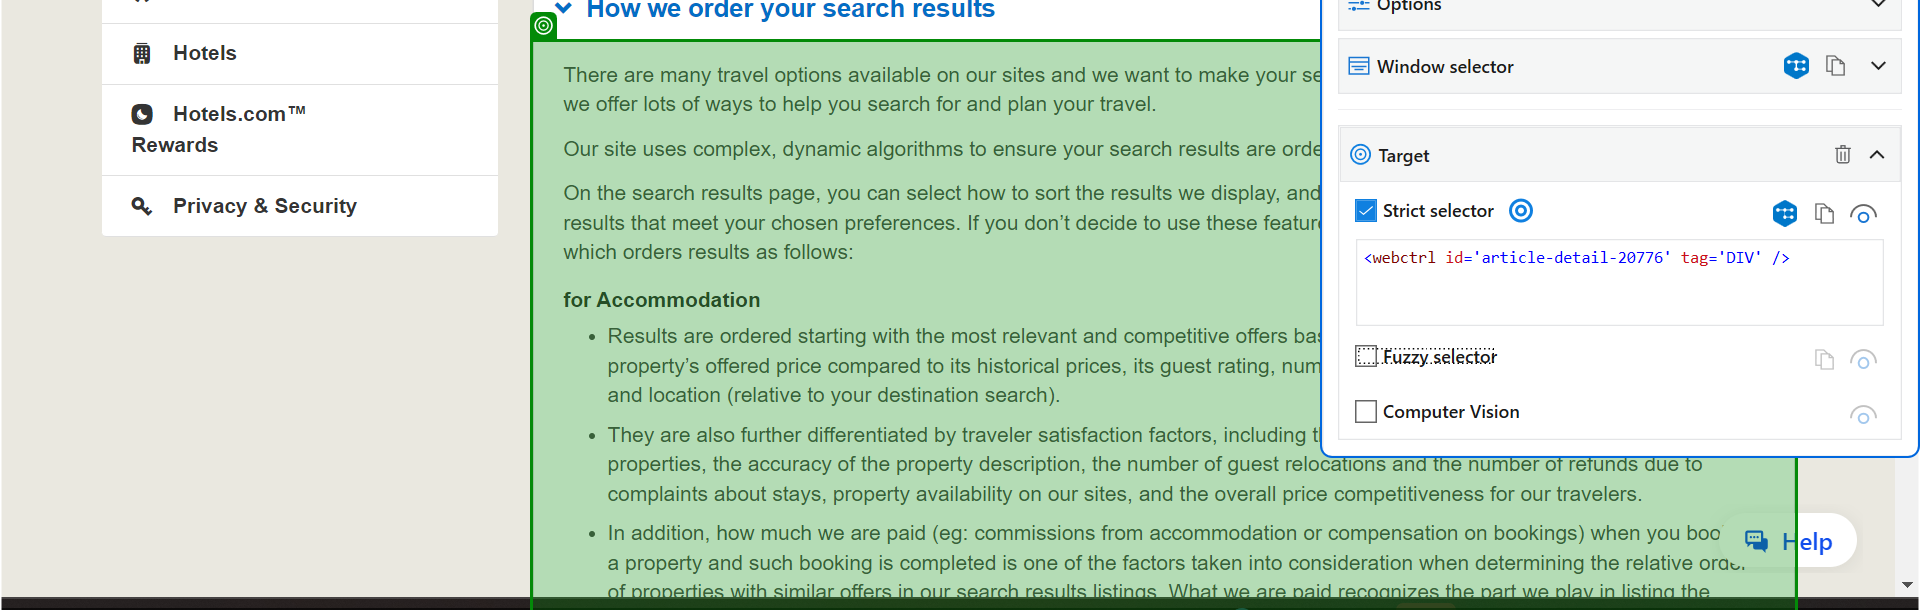 Hotels
Hotels.com™
Rewards
Privacy & Security
How we order your search results
There are many travel options available on our sites and we want to make your se
we offer lots of ways to help you search for and plan your travel.
Our site uses complex, dynamic algorithms to ensure your search results are orde
On the search results page, you can select how to sort the results we display, and
results that meet your chosen preferences. If you don’t decide to use these featur
which orders results as follows:
for Accommodation
• Results are ordered starting with the most relevant and competitive offers bas
property’s offered price compared to its historical prices, its guest rating, num
and location (relative to your destination search).
• They are also further differentiated by traveler satisfaction factors, including t
properties, the accuracy of the property description, the number of guest relocations and the number of refunds due to
complaints about stays, property availability on our sites, and the overall price competitiveness for our travelers.
• In addition, how much we are paid (eg: commissions from accommodation or compensation on bookings) when you boo
a property and such booking is completed is one of the factors taken into consideration when determining the relative order
of properties with similar offers in our search results listings. What we are paid recognizes the part we play in listing the
Options
Window selector
Target
Strict selector
<webctrl id='article-detail-20776' tag='DIV' />
Fuzzy selector
Computer Vision
Help